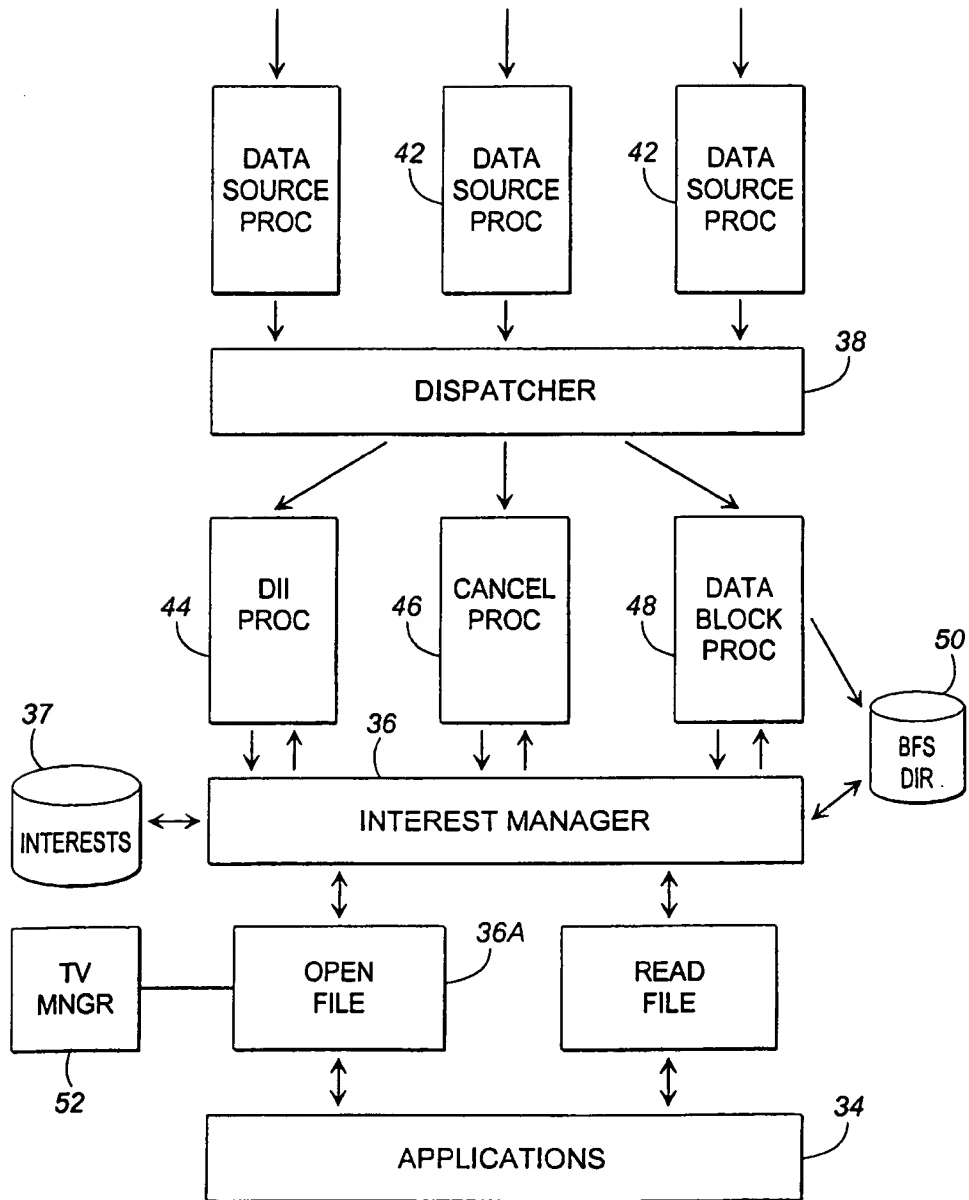 DATA
SOURCE
PROC
42
DATA
SOURCE
PROC
42
DATA
SOURCE
PROC
38
DISPATCHER
44
DII
PROC
46
CANCEL
PROC
48
DATA
BLOCK
PROC
50
BFS
DIR
37
INTERESTS
36
INTEREST MANAGER
TV
MNGR
52
OPEN
FILE
36A
READ
FILE
34
APPLICATIONS